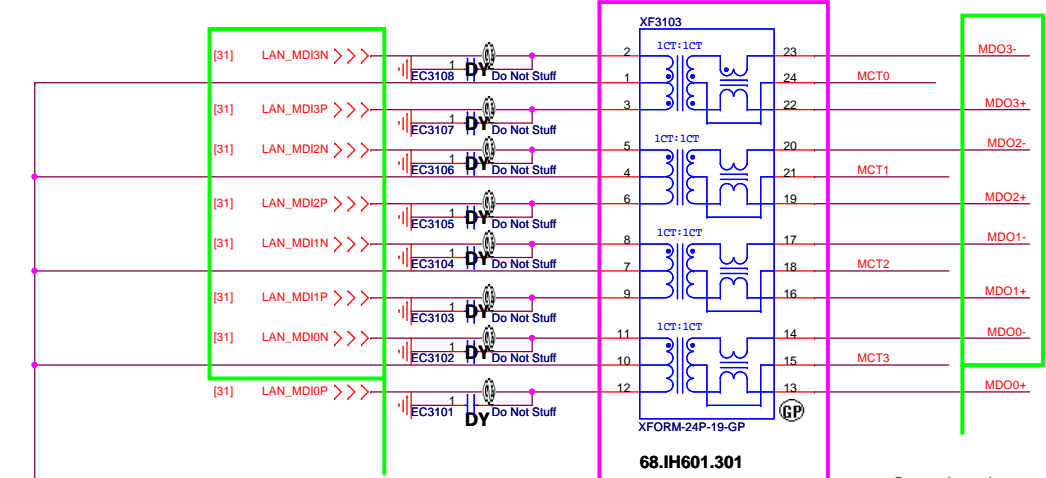 XF3103
[31] LAN_MDI3N 1CT:1CT MDO3-
2 23
1 DY Do Not Stuff
EC3108 1 24 MCT0
[31] LAN_MDI3P 3 22 MDO3+
1 DY Do Not Stuff
EC3107
[31] LAN_MDI2N 1CT:1CT MDO2-
5 20
1 DY Do Not Stuff
EC3106 4 21 MCT1
[31] LAN_MDI2P 6 19 MDO2+
1 DY Do Not Stuff
EC3105
[31] LAN_MDI1N 1CT:1CT MDO1-
8 17
1 DY Do Not Stuff
EC3104 7 18 MCT2
[31] LAN_MDI1P 9 16 MDO1+
1 DY Do Not Stuff
EC3103
[31] LAN_MDI0N 1CT:1CT MDO0-
11 14
1 DY Do Not Stuff
EC3102 10 15 MCT3
[31] LAN_MDI0P 12 13 MDO0+
1 DY Do Not Stuff
EC3101
GP
XFORM-24P-19-GP
68.IH601.301